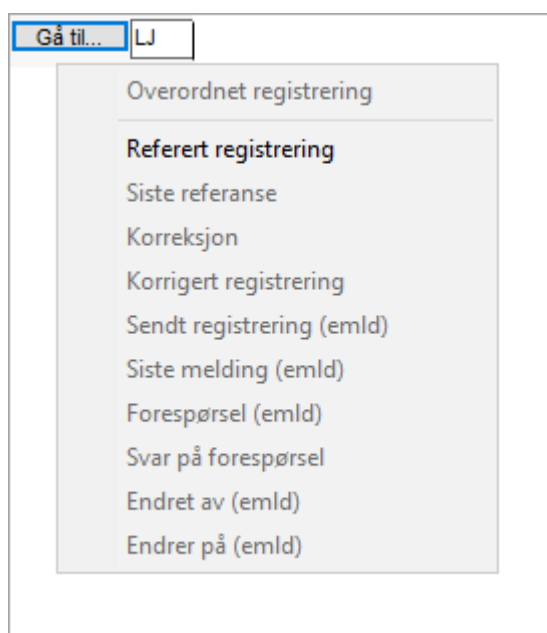 Gå til... LJ
Overordnet registrering
Referert registrering
Siste referanse
Korreksjon
Korrigert registrering
Sendt registrering (emld)
Siste melding (emld)
Forespørsel (emld)
Svar på forespørsel
Endret av (emld)
Endrer på (emld)